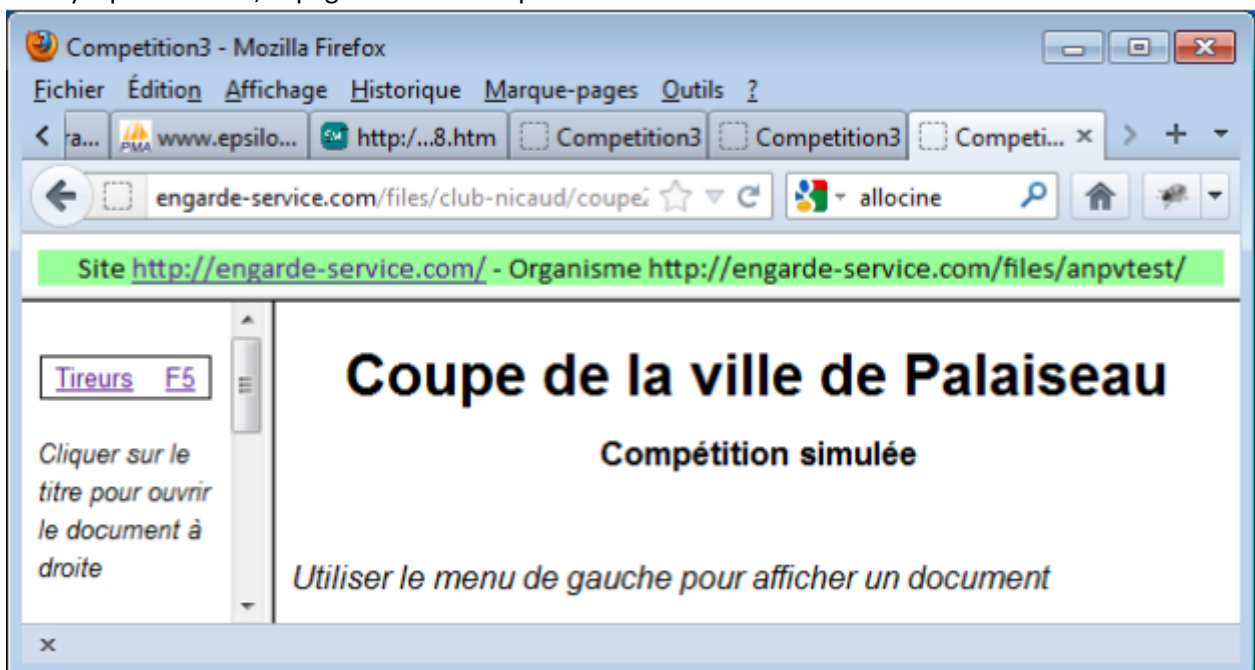 Competition3 - Mozilla Firefox
Fichier Édition Affichage Historique Marque-pages Outils ?
ra... www.epsilo... http:/...8.htm Competition3 Competition3 Competi...
engarde-service.com/files/club-nicaud/coupe allocine
Site http://engarde-service.com/ - Organisme http://engarde-service.com/files/anpvtest/
Tireurs F5
Cliquer sur le
titre pour ouvrir
le document à
droite
Coupe de la ville de Palaiseau
Compétition simulée
Utiliser le menu de gauche pour afficher un document